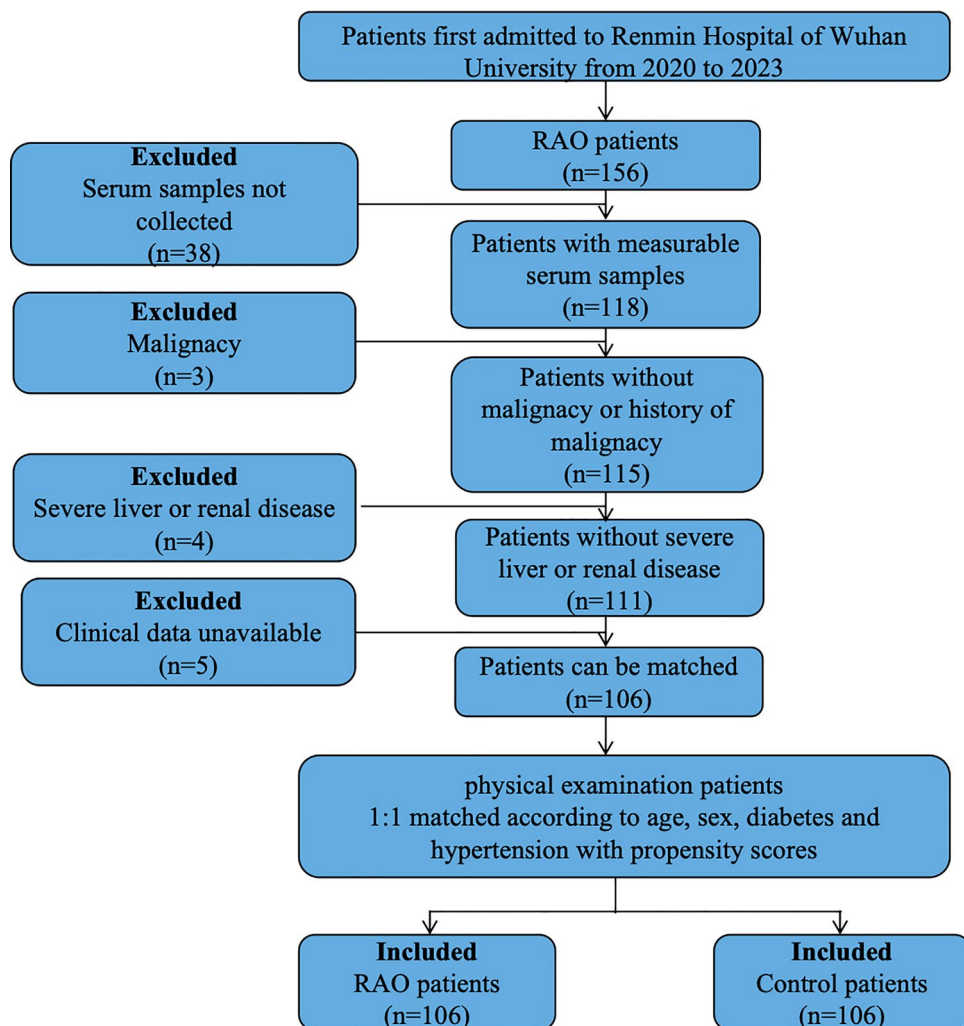 Patients first admitted to Renmin Hospital of Wuhan
University from 2020 to 2023
RAO patients
(n=156)
Excluded
Serum samples not
collected
(n=38)
Patients with measurable
serum samples
(n=118)
Excluded
Malignacy
(n=3)
Patients without
malignacy or history of
malignacy
(n=115)
Excluded
Severe liver or renal disease
(n=4)
Patients without severe
liver or renal disease
(n=111)
Excluded
Clinical data unavailable
(n=5)
Patients can be matched
(n=106)
physical examination patients
1:1 matched according to age, sex, diabetes and
hypertension with propensity scores
Included
RAO patients
(n=106)
Included
Control patients
(n=106)